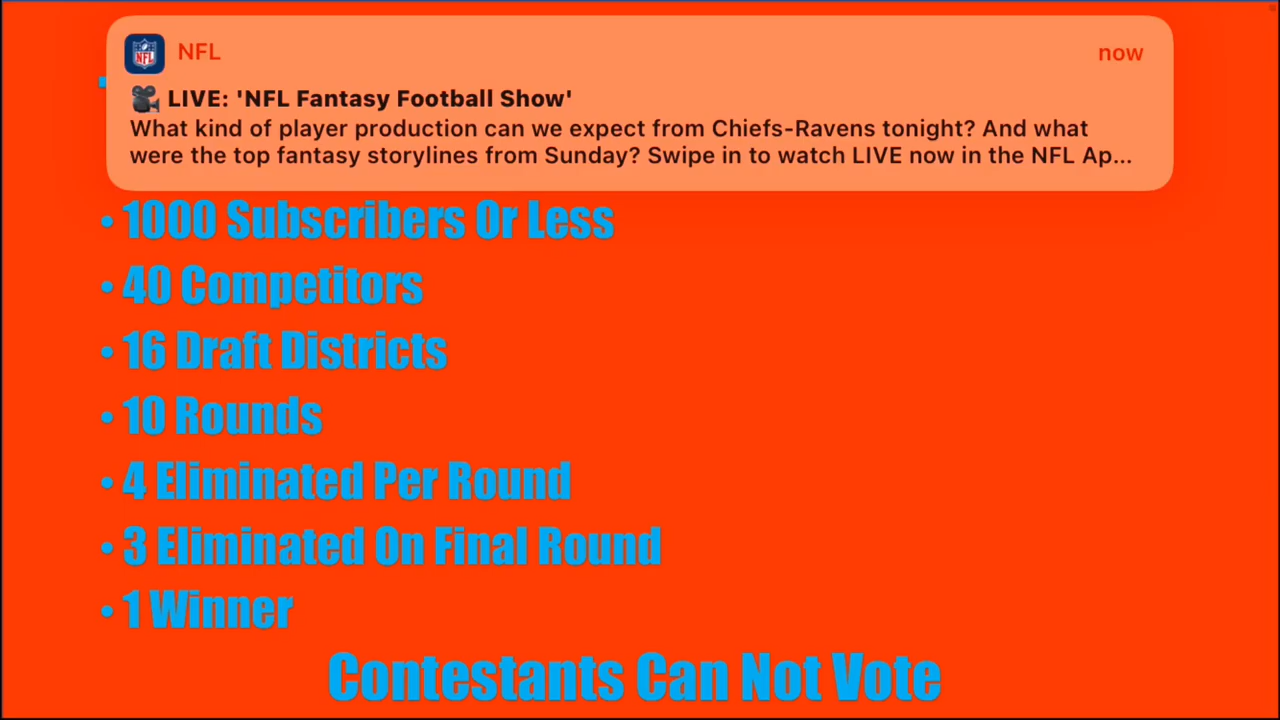 NFL
NFL
now
LIVE: 'NFL Fantasy Football Show'
What kind of player production can we expect from Chiefs-Ravens tonight? And what
were the top fantasy storylines from Sunday? Swipe in to watch LIVE now in the NFL Ap...
• 1000 Subscribers Or Less
• 40 Competitors
• 16 Draft Districts
• 10 Rounds
• 4 Eliminated Per Round
• 3 Eliminated On Final Round
• 1 Winner
Contestants Can Not Vote